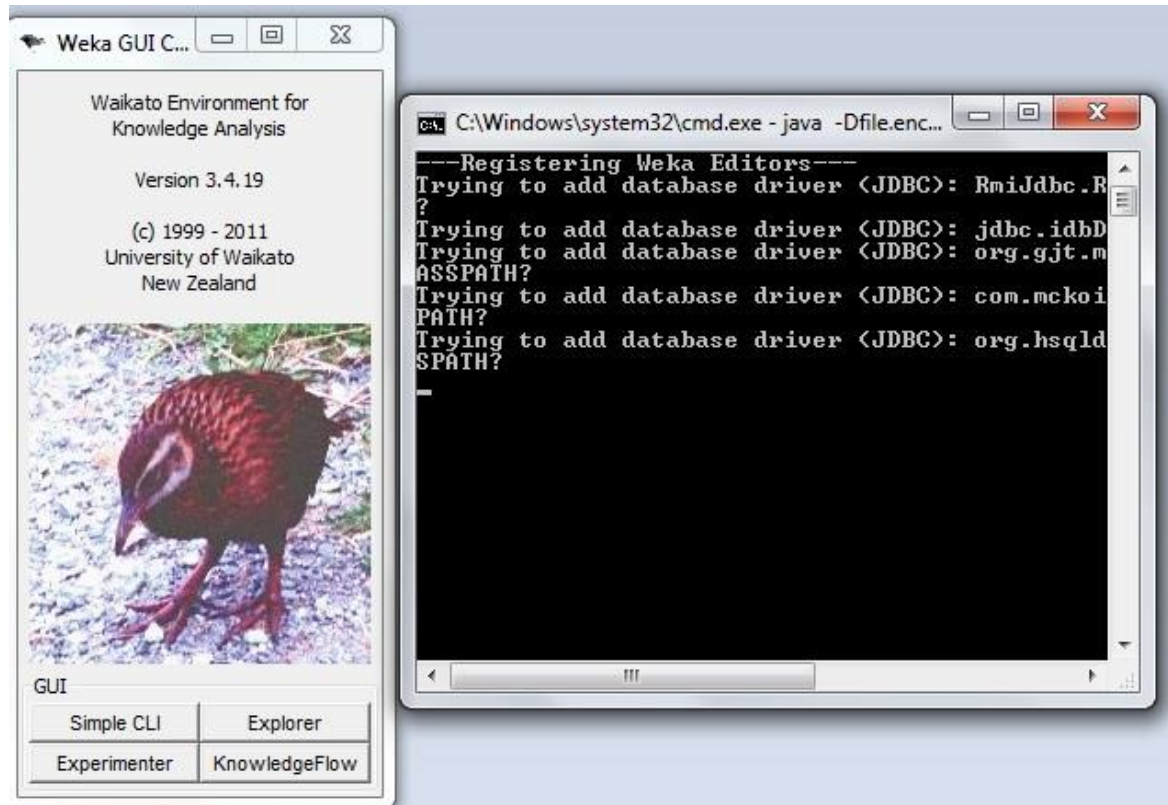 Weka GUI C...
Waikato Environment for
Knowledge Analysis
Version 3.4.19
(c) 1999 - 2011
University of Waikato
New Zealand
GUI
Simple CLI
Explorer
Experimenter
KnowledgeFlow
C:\Windows\system32\cmd.exe - java -Dfile.enc...
---Registering Weka Editors---
Trying to add database driver (JDBC): RmiJdbc.R
?
Trying to add database driver (JDBC): jdbc.idbD
Trying to add database driver (JDBC): org.gjt.m
ASSPATH?
Trying to add database driver (JDBC): com.mckoi
PATH?
Trying to add database driver (JDBC): org.hsqld
SPATH?